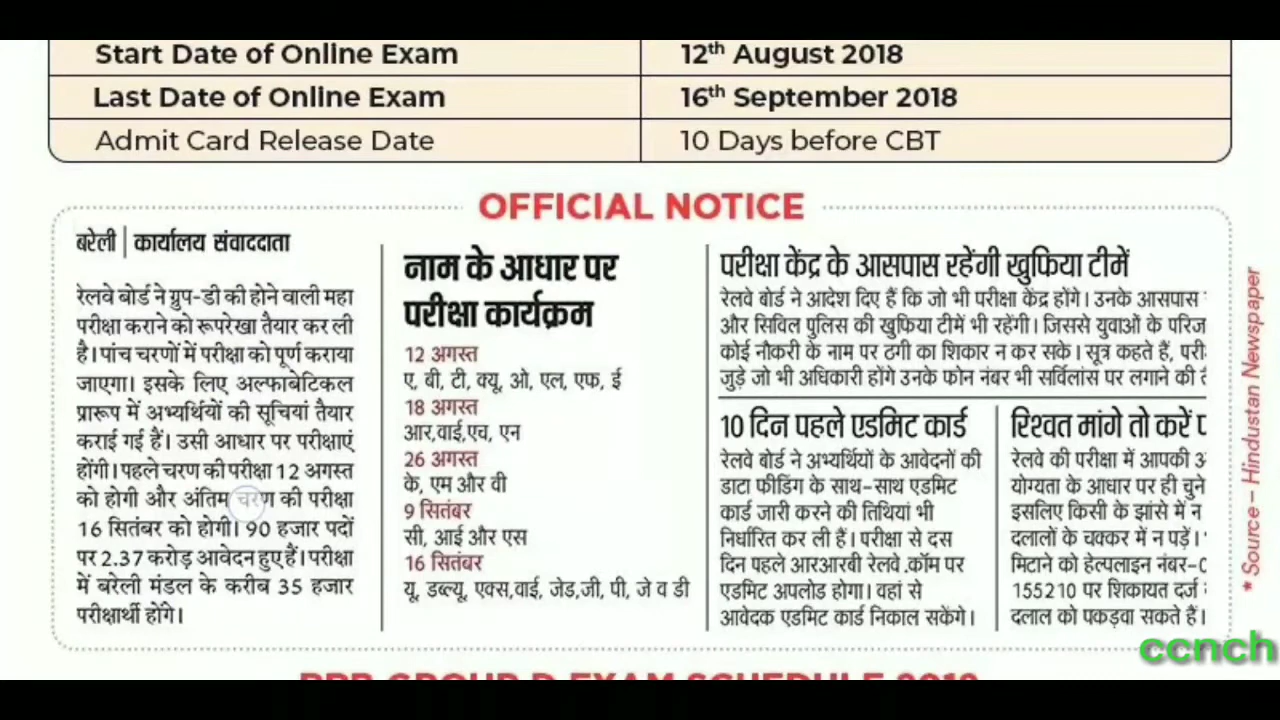 Start Date of Online Exam 12th August 2018
Last Date of Online Exam 16th September 2018
Admit Card Release Date 10 Days before CBT
OFFICIAL NOTICE
बरेली | कार्यालय संवाददाता
रेलवे बोर्ड ने ग्रुप-डी की होने वाली महा
परीक्षा कराने को रूपरेखा तैयार कर ली
है। पांच चरणों में परीक्षा को पूर्ण कराया
जाएगा। इसके लिए अल्फाबेटिकल
प्रारूप में अभ्यर्थियों की सूचियां तैयार
कराई गई हैं। उसी आधार पर परीक्षाएं
होंगी। पहले चरण की परीक्षा 12 अगस्त
को होगी और अंतिम चरण की परीक्षा
16 सितंबर को होगी। 90 हजार पदों
पर 2.37 करोड़ आवेदन हुए हैं। परीक्षा
में बरेली मंडल के करीब 35 हजार
परीक्षार्थी होंगे।
नाम के आधार पर
परीक्षा कार्यक्रम
12 अगस्त
ए, बी, टी, क्यू, ओ, एल, एफ, ई
18 अगस्त
आर,वाई,एच, एन
26 अगस्त
के, एम और वी
9 सितंबर
सी, आई और एस
16 सितंबर
यू, डब्ल्यू, एक्स,वाई, जेड,जी, पी, जे व डी
परीक्षा केंद्र के आसपास रहेंगी खुफिया टीमें
रेलवे बोर्ड ने आदेश दिए हैं कि जो भी परीक्षा केंद्र होंगे। उनके आसपास
और सिविल पुलिस की खुफिया टीमें भी रहेंगी। जिससे युवाओं के परिज
कोई नौकरी के नाम पर ठगी का शिकार न कर सके। सूत्र कहते हैं, परी
जुड़े जो भी अधिकारी होंगे उनके फोन नंबर भी सर्विलांस पर लगाने की
10 दिन पहले एडमिट कार्ड
रेलवे बोर्ड ने अभ्यर्थियों के आवेदनों की
डाटा फीडिंग के साथ-साथ एडमिट
कार्ड जारी करने की तिथियां भी
निर्धारित कर ली हैं। परीक्षा से दस
दिन पहले आरआरबी रेलवे .कॉम पर
एडमिट अपलोड होगा। वहां से
आवेदक एडमिट कार्ड निकाल सकेंगे।
रिश्वत मांगे तो करें
रेलवे की परीक्षा में आपकी
योग्यता के आधार पर ही चुने
इसलिए किसी के झांसे में न
दलालों के चक्कर में न पड़ें।
मिटाने को हेल्पलाइन नंबर-
155210 पर शिकायत दर्ज
दलाल को पकड़वा सकते हैं।
* Source – Hindustan Newspaper
ccnch
RRB GROUP D EXAM SCHEDULE 2018